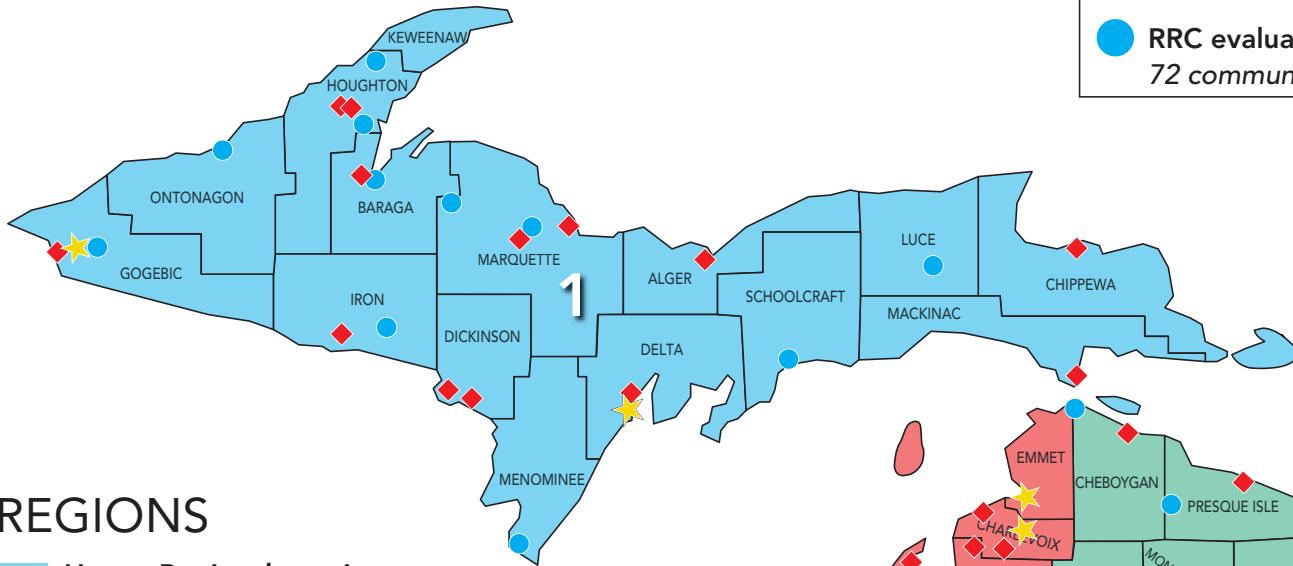 RRC evalua
72 commun
KEWEENAW
HOUGHTON
ONTONAGON
BARAGA
GOGEBIC
MARQUETTE
1
IRON
DICKINSON
ALGER
SCHOOLCRAFT
LUCE
MACKINAC
CHIPPEWA
DELTA
MENOMINEE
EMMET
CHEBOYGAN
PRESQUE ISLE
CHARLEVOIX
REGIONS